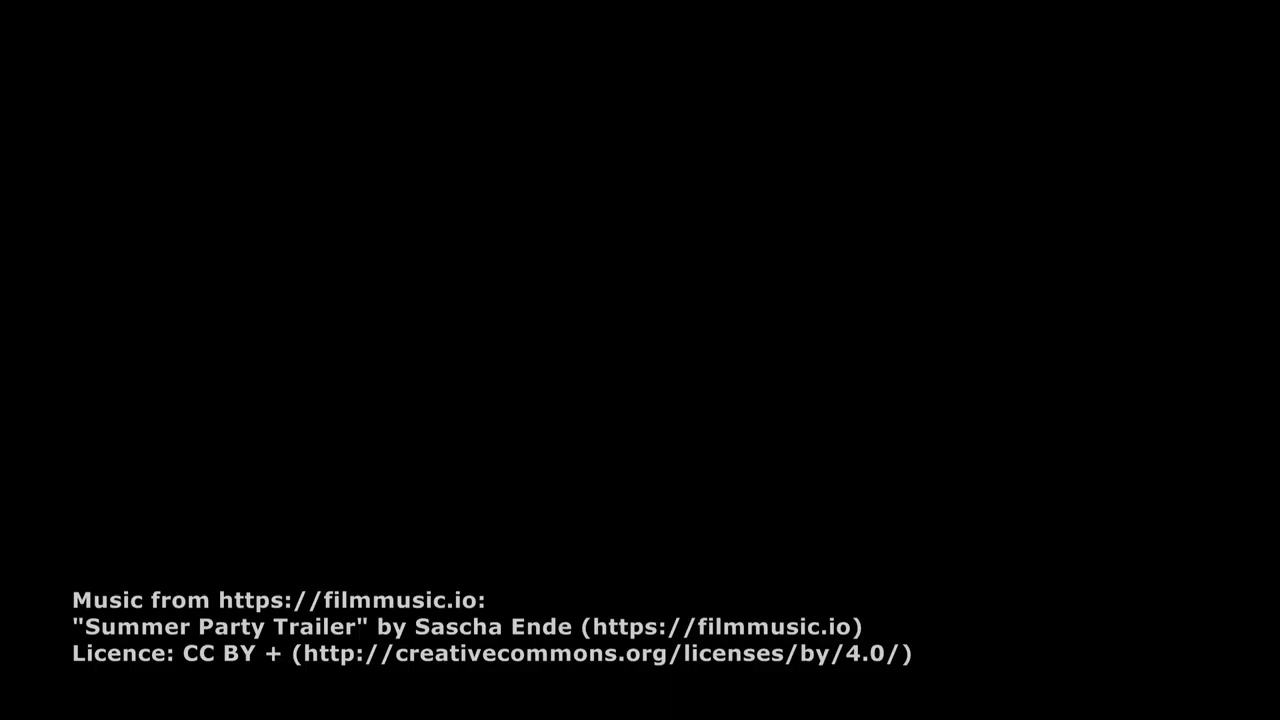 Music from https://filmmusic.io:
"Summer Party Trailer" by Sascha Ende (https://filmmusic.io)
Licence: CC BY + (http://creativecommons.org/licenses/by/4.0/)